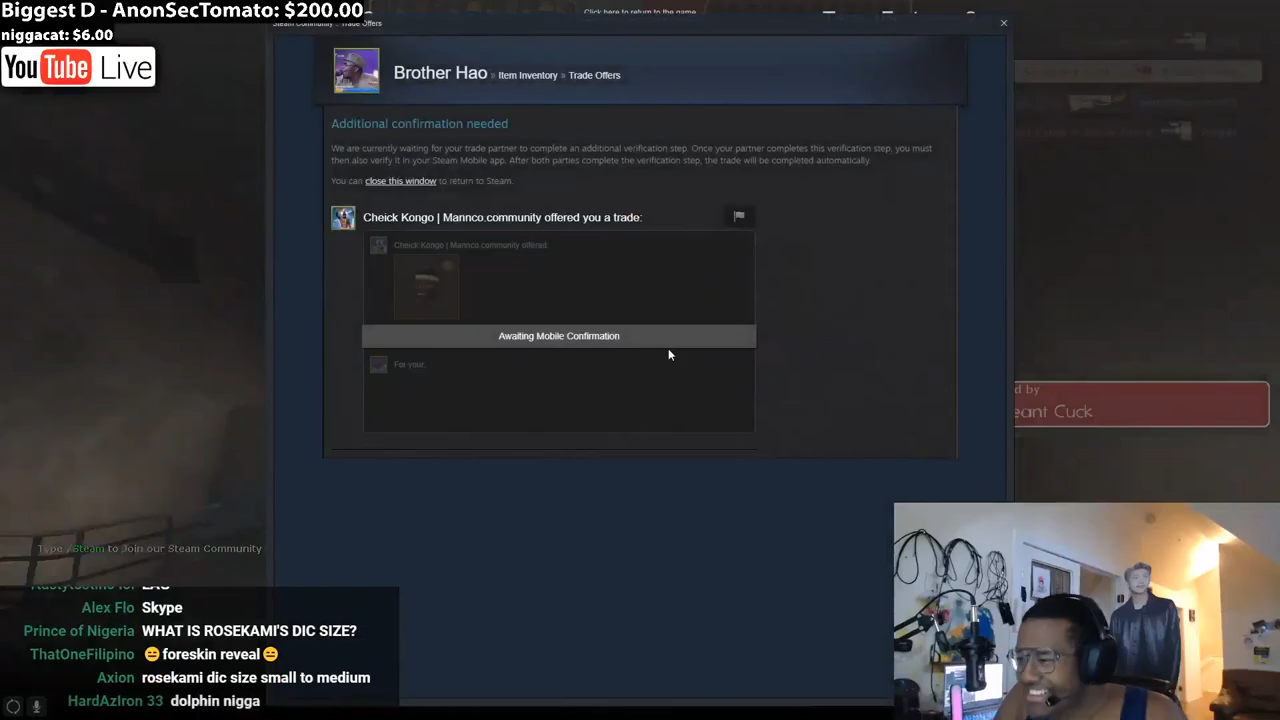 Biggest D - AnonSecTomato: $200.00
niggacat: $6.00
YouTube Live
Click here to return to the game
Steam Community :: Trade Offers
Brother Hao » Item Inventory » Trade Offers
Additional confirmation needed
We are currently waiting for your trade partner to complete an additional verification step. Once your partner completes this verification step, you must
then also verify it in your Steam Mobile app. After both parties complete the verification step, the trade will be completed automatically.
You can close this window to return to Steam.
Cheick Kongo | Mannco.community offered you a trade:
Cheick Kongo | Mannco.community offered:
Awaiting Mobile Confirmation
For your:
d by
eant Cuck
Type /Steam to Join our Steam Community
Alex Flo Skype
Prince of Nigeria WHAT IS ROSEKAMI'S DIC SIZE?
ThatOneFilipino 😑foreskin reveal😑
Axion rosekami dic size small to medium
HardAzIron 33 dolphin nigga